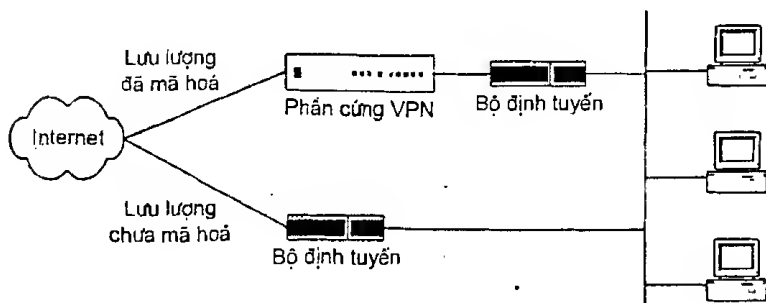 Lưu lượng
đã mã hoá
Phần cứng VPN
Bộ định tuyến
Internet
Lưu lượng
chưa mã hoá
Bộ định tuyến